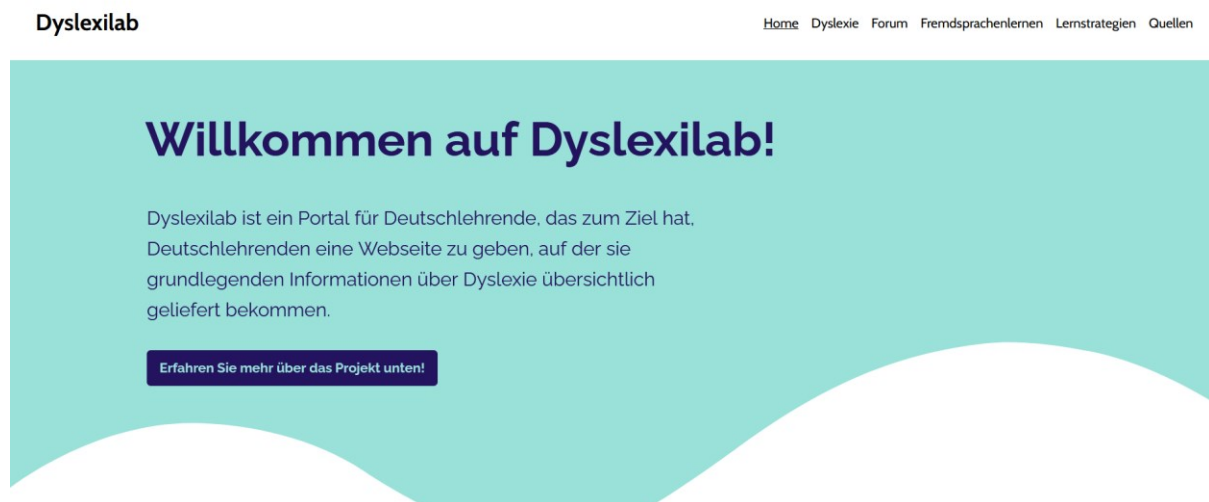 Dyslexilab
Home Dyslexie Forum Fremdsprachenlernen Lernstrategien Quellen
Willkommen auf Dyslexilab!
Dyslexilab ist ein Portal für Deutschlehrende, das zum Ziel hat,
Deutschlehrenden eine Webseite zu geben, auf der sie
grundlegenden Informationen über Dyslexie übersichtlich
geliefert bekommen.
Erfahren Sie mehr über das Projekt unten!